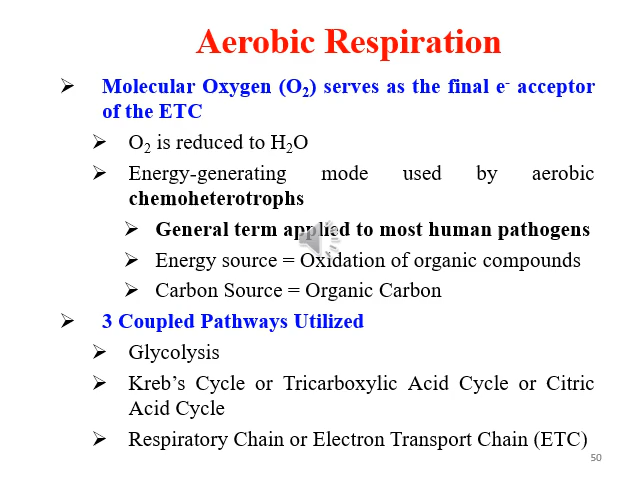 Aerobic Respiration
➢ Molecular Oxygen (O₂) serves as the final e⁻ acceptor
of the ETC
➢ O₂ is reduced to H₂O
➢ Energy-generating mode used by aerobic
chemoheterotrophs
➢ General term applied to most human pathogens
➢ Energy source = Oxidation of organic compounds
➢ Carbon Source = Organic Carbon
➢ 3 Coupled Pathways Utilized
➢ Glycolysis
➢ Kreb’s Cycle or Tricarboxylic Acid Cycle or Citric
Acid Cycle
➢ Respiratory Chain or Electron Transport Chain (ETC)
50